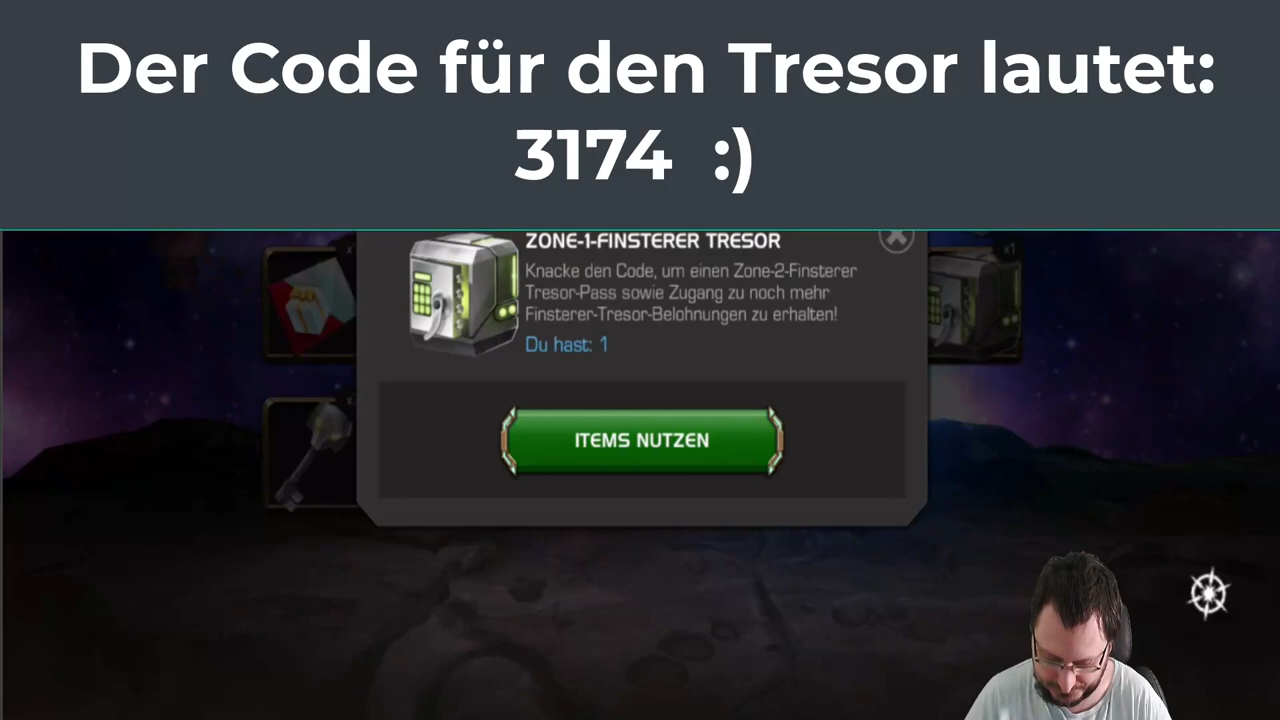 Der Code für den Tresor lautet:
3174 :)
ZONE-1-FINSTERER TRESOR
Knacke den Code, um einen Zone-2-Finsterer
Tresor-Pass sowie Zugang zu noch mehr
Finsterer-Tresor-Belohnungen zu erhalten!
Du hast: 1
x1
ITEMS NUTZEN